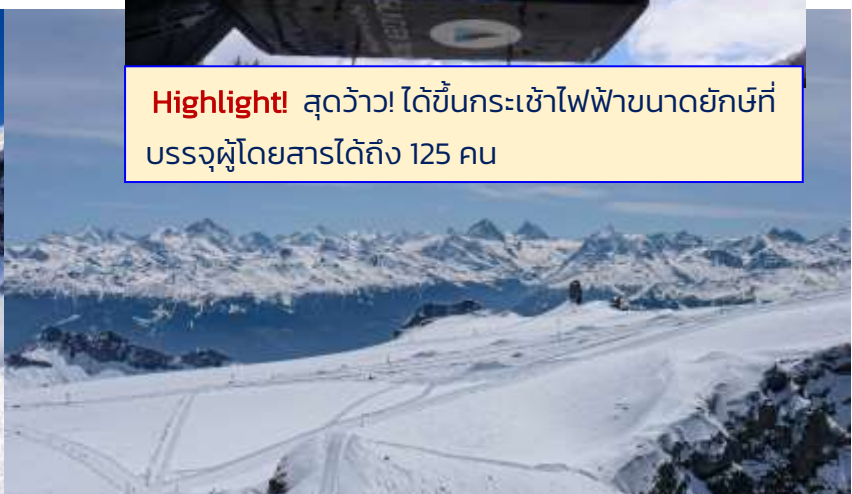 Highlight! สุดว้าว! ได้ขึ้นกระเช้าไฟฟ้าขนาดยักษ์ที่
บรรจุผู้โดยสารได้ถึง 125 คน